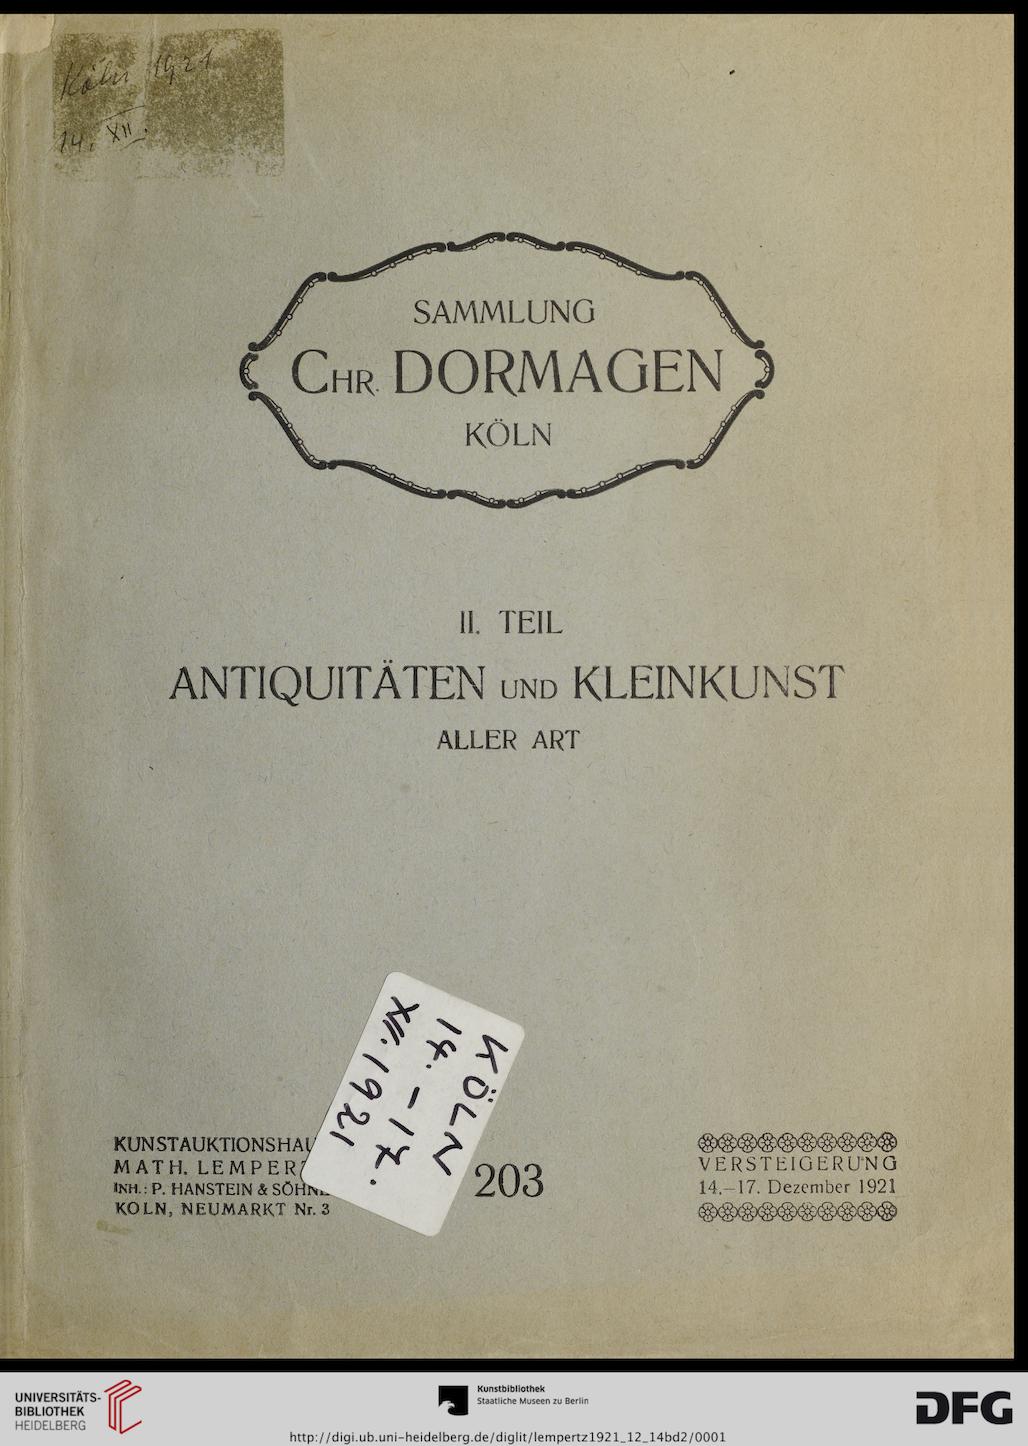 Köln 1921
14. XII.
SAMMLUNG
CHR. DORMAGEN
KÖLN
II. TEIL
ANTIQUITÄTEN UND KLEINKUNST
ALLER ART
KÖLN
14. – 17.
XII. 1921
KUNSTAUKTIONSHAU
MATH. LEMPER
INH.: P. HANSTEIN & SÖHNE
KÖLN, NEUMARKT Nr. 3
203
VERSTEIGERUNG
14.–17. Dezember 1921
UNIVERSITÄTS-
BIBLIOTHEK
HEIDELBERG
Kunstbibliothek
Staatliche Museen zu Berlin
DFG
http://digi.ub.uni-heidelberg.de/diglit/lempertz1921_12_14bd2/0001